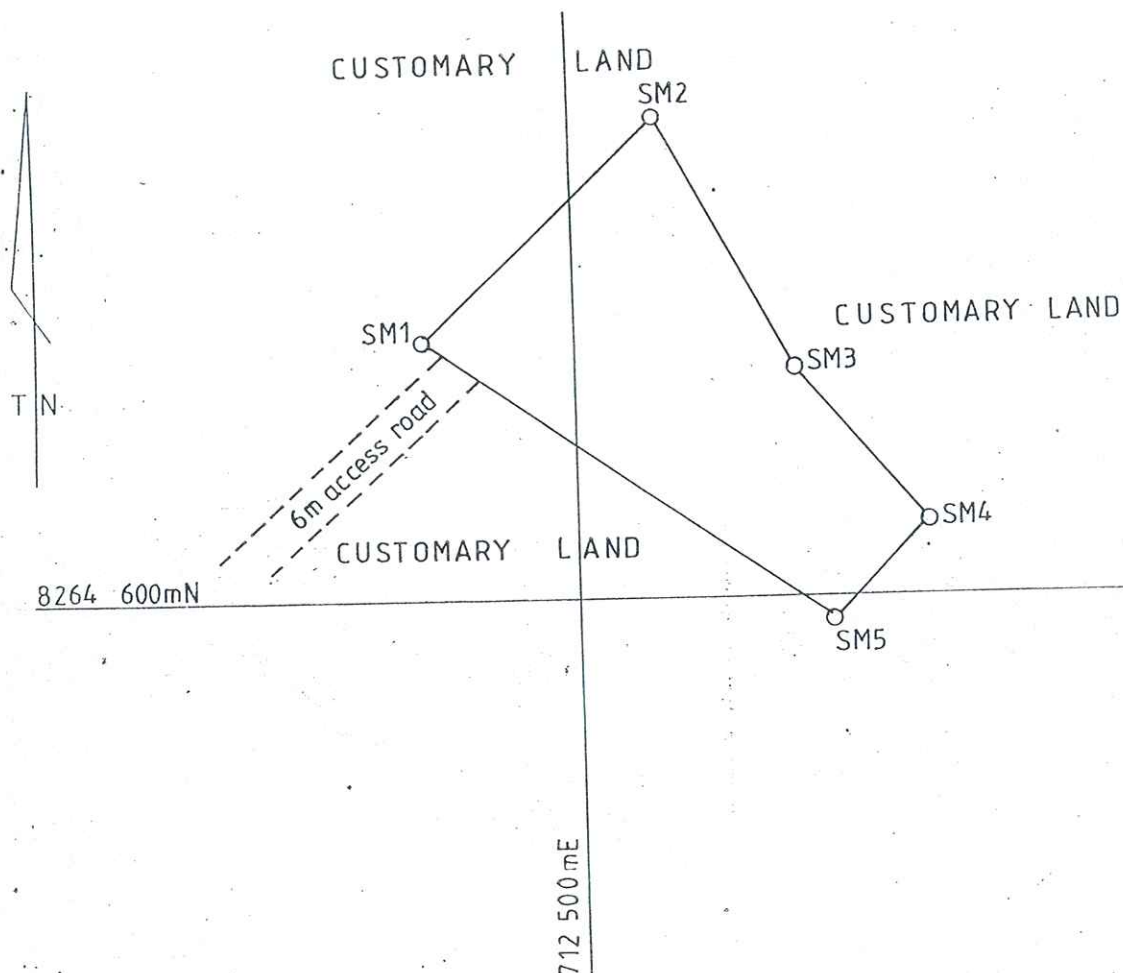 CUSTOMARY LAND
SM2
CUSTOMARY LAND
SM1
SM3
T N
6m access road
SM4
CUSTOMARY LAND
8264 600mN
SM5
712 500mE